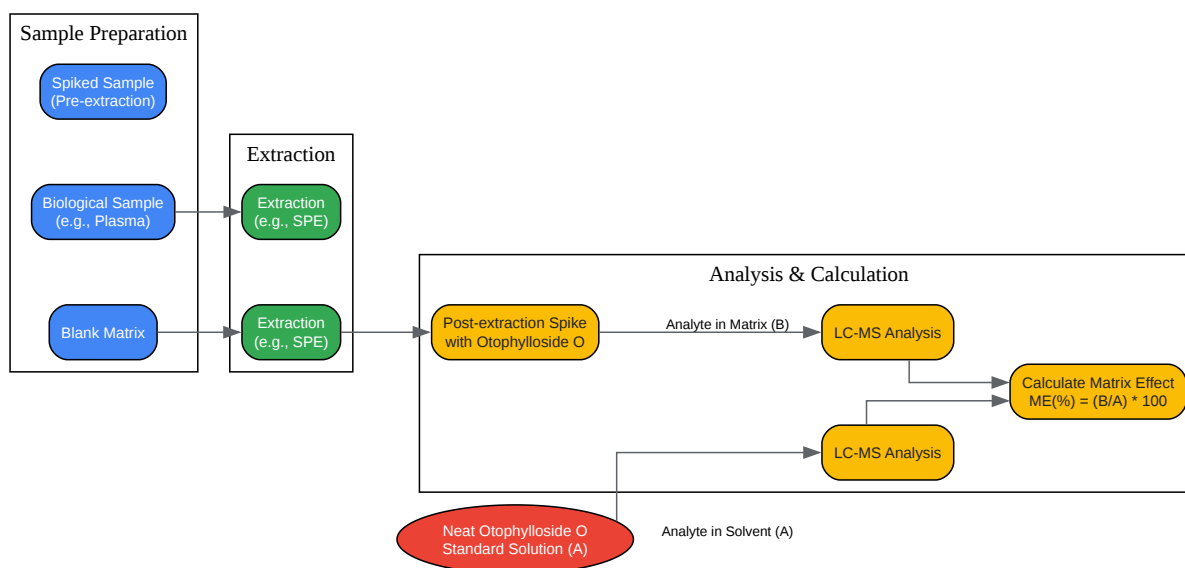 Sample Preparation
Spiked Sample
(Pre-extraction)
Biological Sample
(e.g., Plasma)
Blank Matrix
Extraction
Extraction
(e.g., SPE)
Extraction
(e.g., SPE)
Analysis & Calculation
Post-extraction Spike
with Otophylloside O
Analyte in Matrix (B)
LC-MS Analysis
Calculate Matrix Effect
ME(%) = (B/A) * 100
LC-MS Analysis
Neat Otophylloside O
Standard Solution (A)
Analyte in Solvent (A)